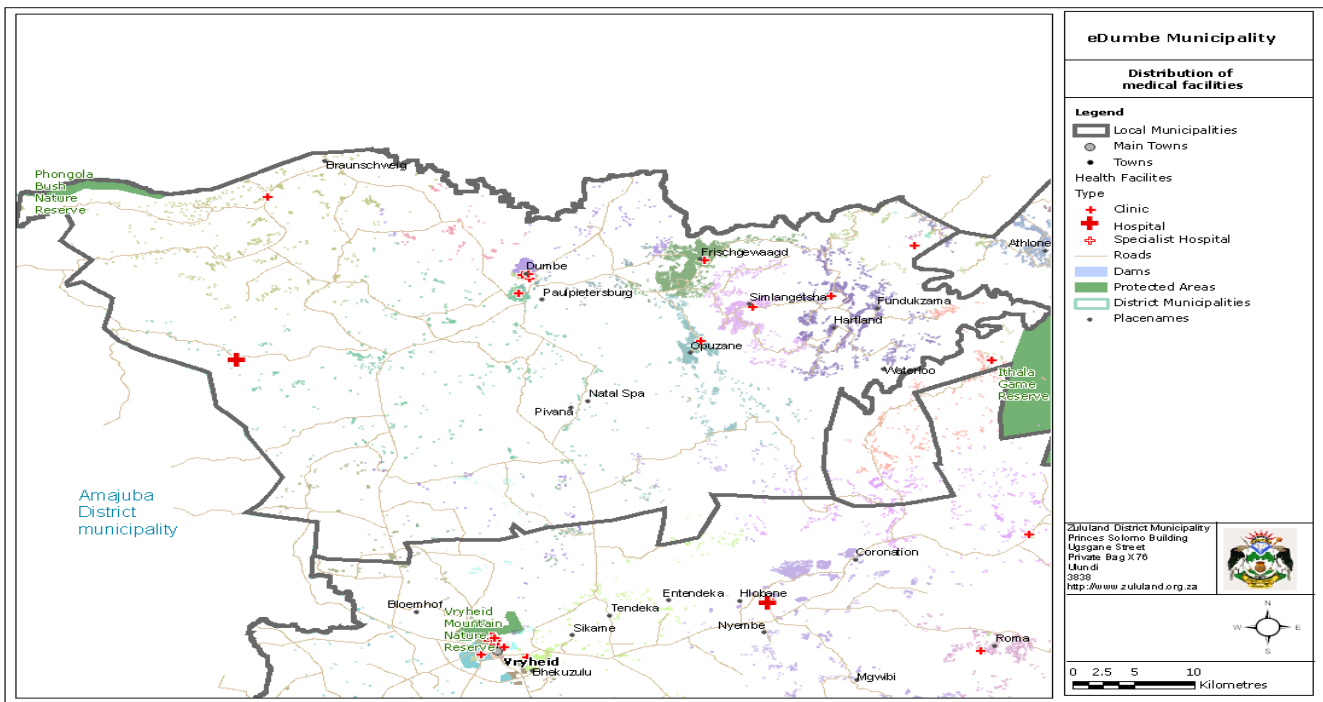 eDumbe Municipality
Distribution of
medical facilities
Legend
Local Municipalities
Main Towns
Towns
Health Facilites
Type
Clinic
Hospital
Specialist Hospital
Roads
Dams
Protected Areas
District Municipalities
Placenames
Zululand District Municipality
Princes Solomo Building
Ugsgane Street
Private Bag X76
Ulundi
3838
http://www.zululand.org.za
N
W
E
S
0 2.5 5 10
Kilometres
Braunschweig
Phongola
Bush
Nature
Reserve
Athlone
Frischgewaagd
Dumbe
Paulpietersburg
Simlangetsha
Fundukzama
Hartland
Opuzane
Waterloo
Ithala
Game
Reserve
Natal Spa
Pivana
Amajuba
District
municipality
Coronation
Entendeka
Hlobane
Bloemhof
Vryheid
Mountain
Nature
Reserve
Tendeka
Sikame
Nyembe
Roma
Vryheid
Bhekuzulu
Mgwibi